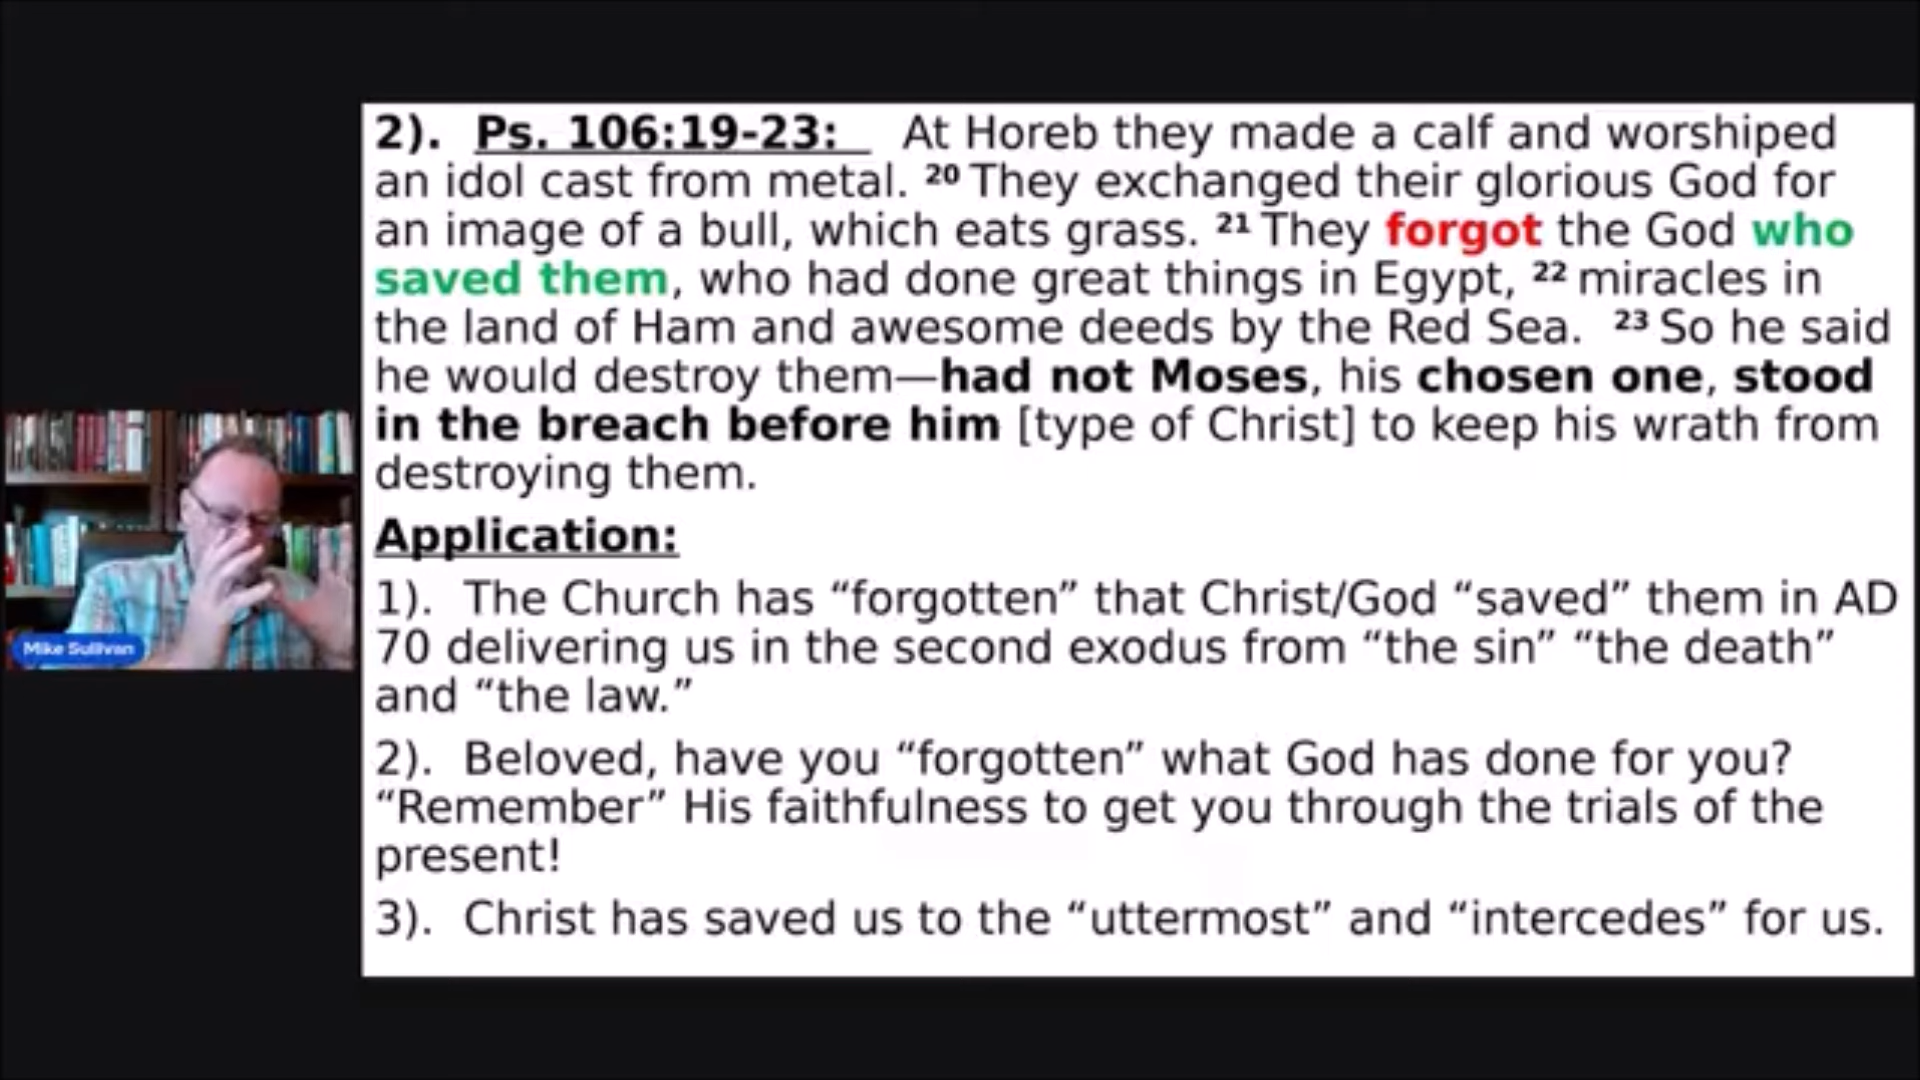 2). Ps. 106:19-23: At Horeb they made a calf and worshiped
an idol cast from metal. 20 They exchanged their glorious God for
an image of a bull, which eats grass. 21 They forgot the God who
saved them, who had done great things in Egypt, 22 miracles in
the land of Ham and awesome deeds by the Red Sea. 23 So he said
he would destroy them—had not Moses, his chosen one, stood
in the breach before him [type of Christ] to keep his wrath from
destroying them.
Application:
1). The Church has “forgotten” that Christ/God “saved” them in AD
70 delivering us in the second exodus from “the sin” “the death”
and “the law.”
2). Beloved, have you “forgotten” what God has done for you?
“Remember” His faithfulness to get you through the trials of the
present!
3). Christ has saved us to the “uttermost” and “intercedes” for us.
Mike Sullivan